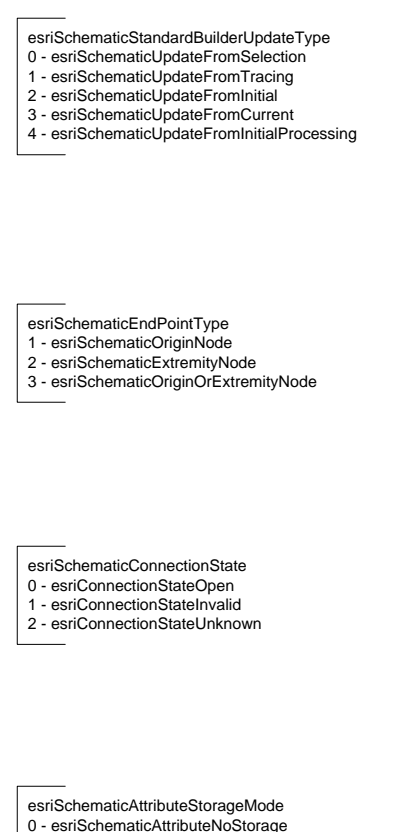 esriSchematicStandardBuilderUpdateType
0 - esriSchematicUpdateFromSelection
1 - esriSchematicUpdateFromTracing
2 - esriSchematicUpdateFromInitial
3 - esriSchematicUpdateFromCurrent
4 - esriSchematicUpdateFromInitialProcessing
esriSchematicEndPointType
1 - esriSchematicOriginNode
2 - esriSchematicExtremityNode
3 - esriSchematicOriginOrExtremityNode
esriSchematicConnectionState
0 - esriConnectionStateOpen
1 - esriConnectionStateInvalid
2 - esriConnectionStateUnknown
esriSchematicAttributeStorageMode
0 - esriSchematicAttributeNoStorage